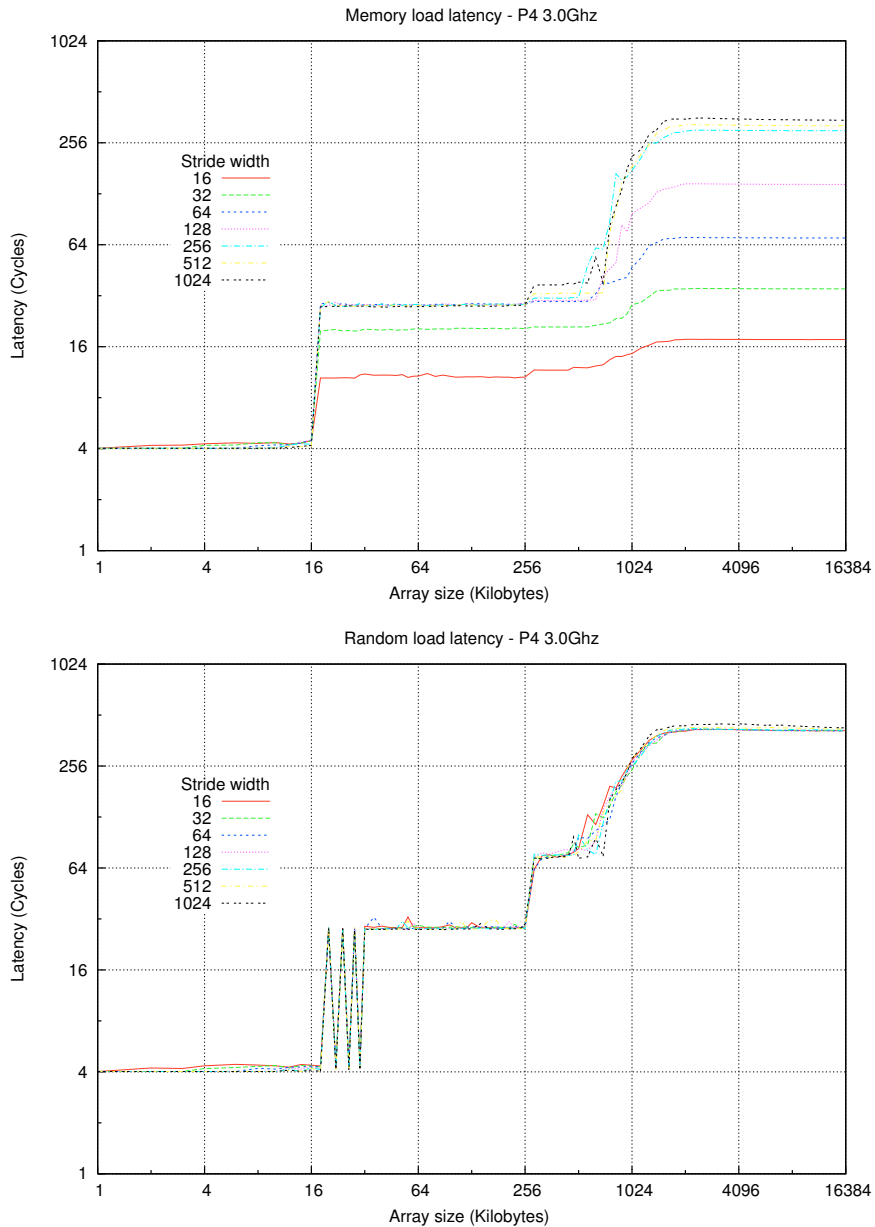 Memory load latency - P4 3.0Ghz
1024
256
64
16
4
1
Latency (Cycles)
Stride width
16
32
64
128
256
512
1024
1 4 16 64 256 1024 4096 16384
Array size (Kilobytes)
Random load latency - P4 3.0Ghz
1024
256
64
16
4
1
Latency (Cycles)
Stride width
16
32
64
128
256
512
1024
1 4 16 64 256 1024 4096 16384
Array size (Kilobytes)